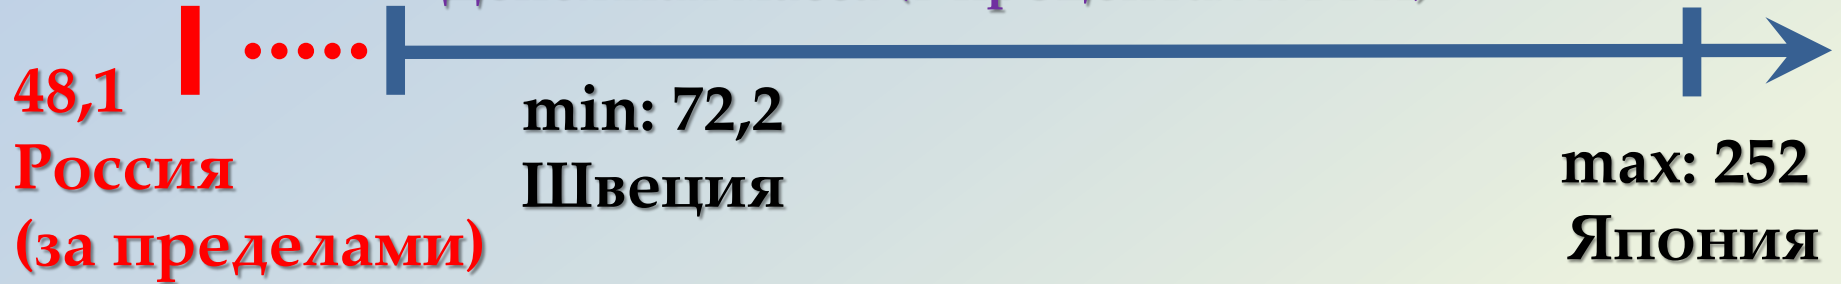 48,1
Россия
(за пределами)
min: 72,2
Швеция
max: 252
Япония